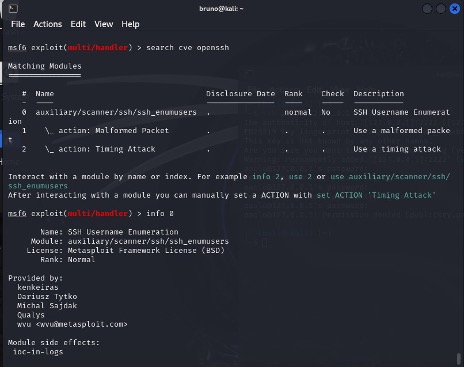 bruno@kali: ~
File Actions Edit View Help
msf6 exploit(multi/handler) > search cve openssh
Matching Modules
================
# Name Disclosure Date Rank Check Description
- ---- --------------- ---- ----- -----------
0 auxiliary/scanner/ssh/ssh_enumusers . normal No SSH Username Enumerat
ion
1 \_ action: Malformed Packet . . . Use a malformed packe
t
2 \_ action: Timing Attack . . . Use a timing attack
Interact with a module by name or index. For example info 2, use 2 or use auxiliary/scanner/ssh/
ssh_enumusers
After interacting with a module you can manually set a ACTION with set ACTION 'Timing Attack'
msf6 exploit(multi/handler) > info 0
Name: SSH Username Enumeration
Module: auxiliary/scanner/ssh/ssh_enumusers
License: Metasploit Framework License (BSD)
Rank: Normal
Provided by:
kenkeiras
Dariusz Tytko
Michal Sajdak
Qualys
wvu <wvu@metasploit.com>
Module side effects:
ioc-in-logs